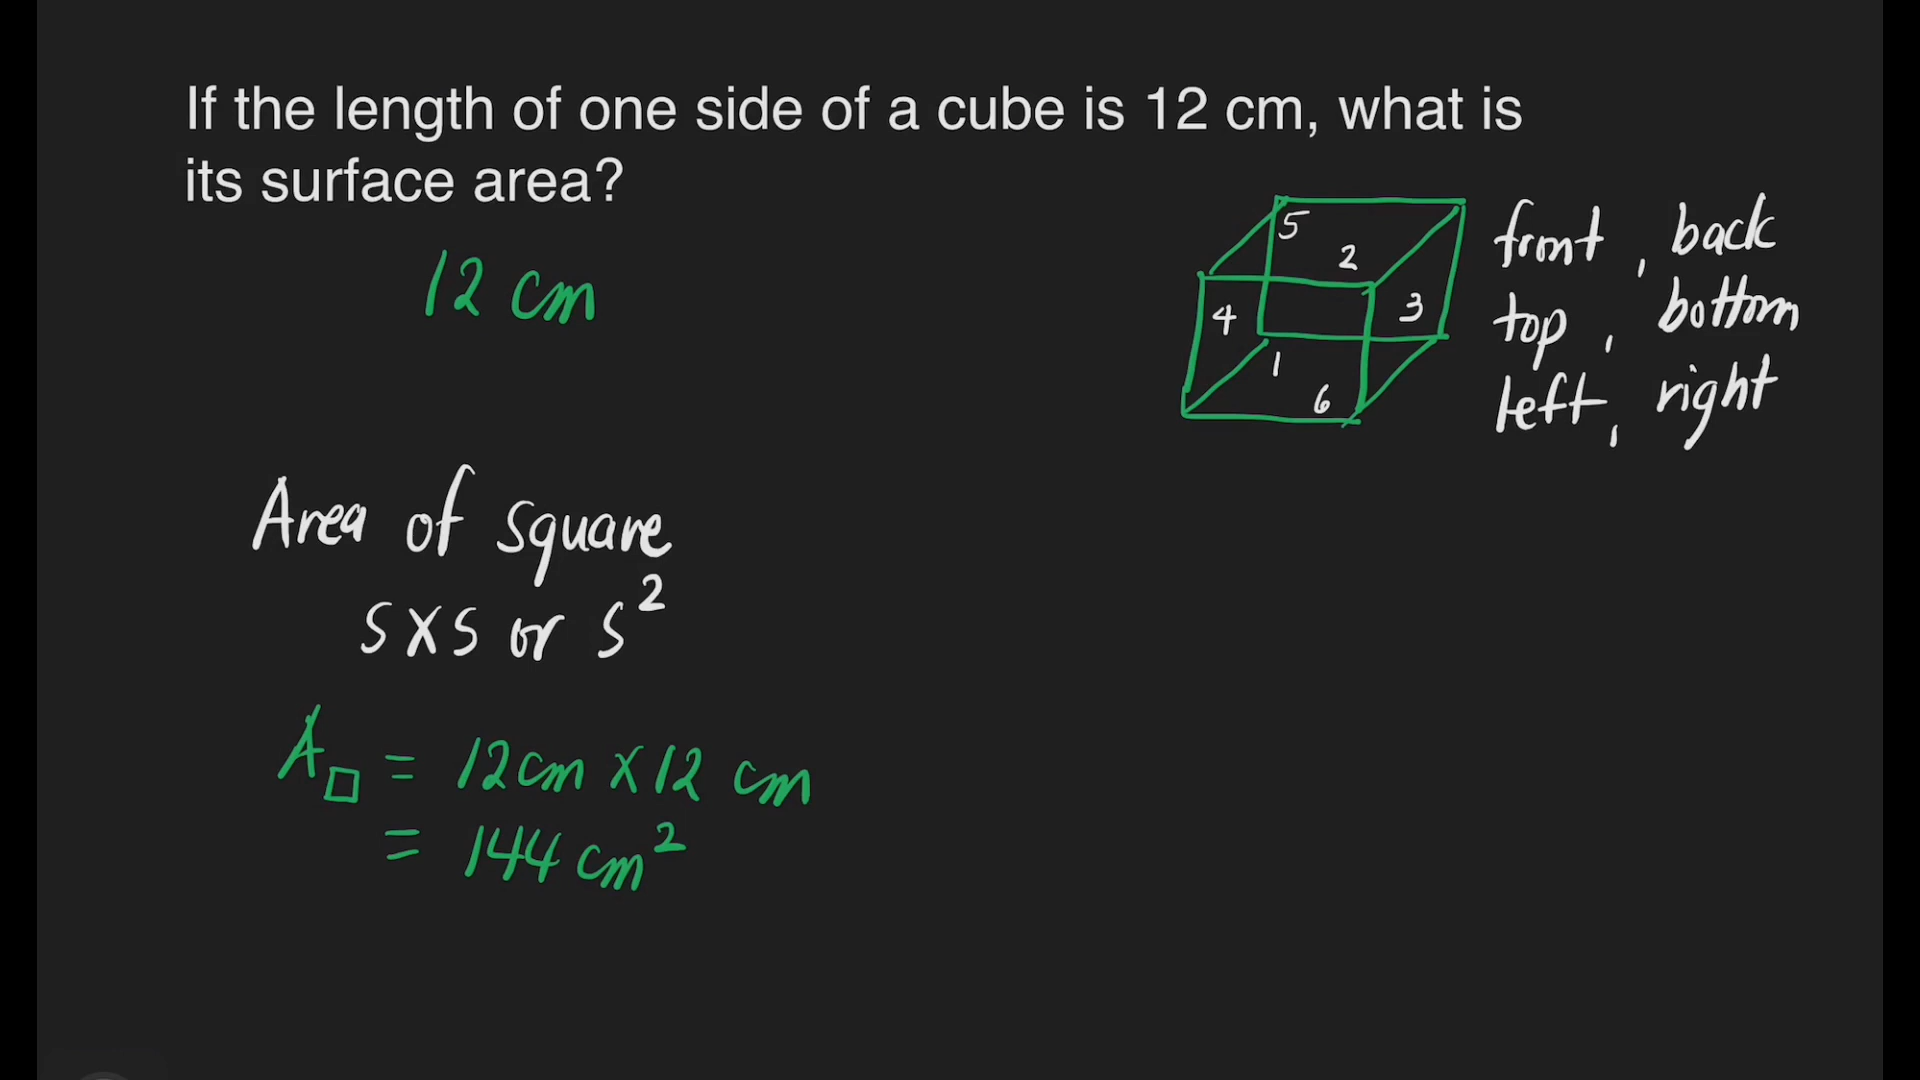 If the length of one side of a cube is 12 cm, what is
its surface area?
12 cm
5
2
4
3
1
6
front, back
top, bottom
left, right
Area of square
s x s or s²
A□ = 12cm x 12 cm
= 144 cm²